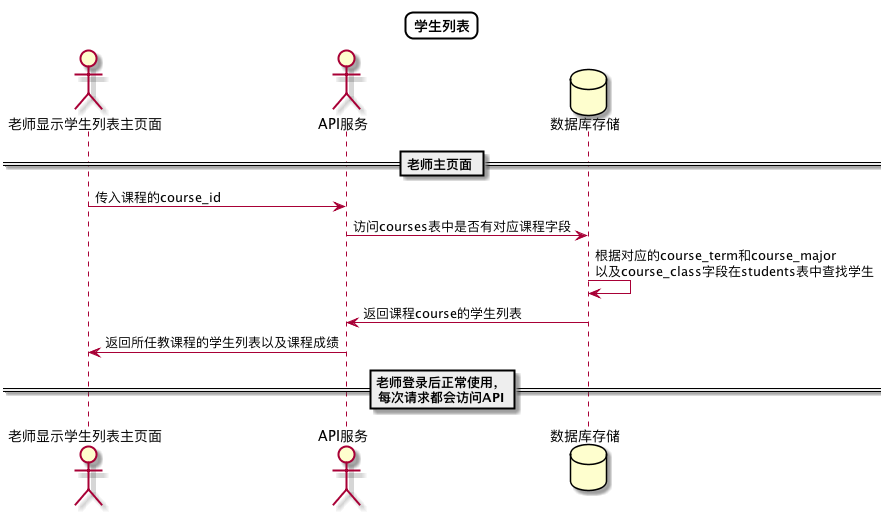 学生列表
老师显示学生列表主页面
API服务
数据库存储
老师主页面
传入课程的course_id
访问courses表中是否有对应课程字段
根据对应的course_term和course_major
以及course_class字段在students表中查找学生
返回课程course的学生列表
返回所任教课程的学生列表以及课程成绩
老师登录后正常使用，
每次请求都会访问API
老师显示学生列表主页面
API服务
数据库存储